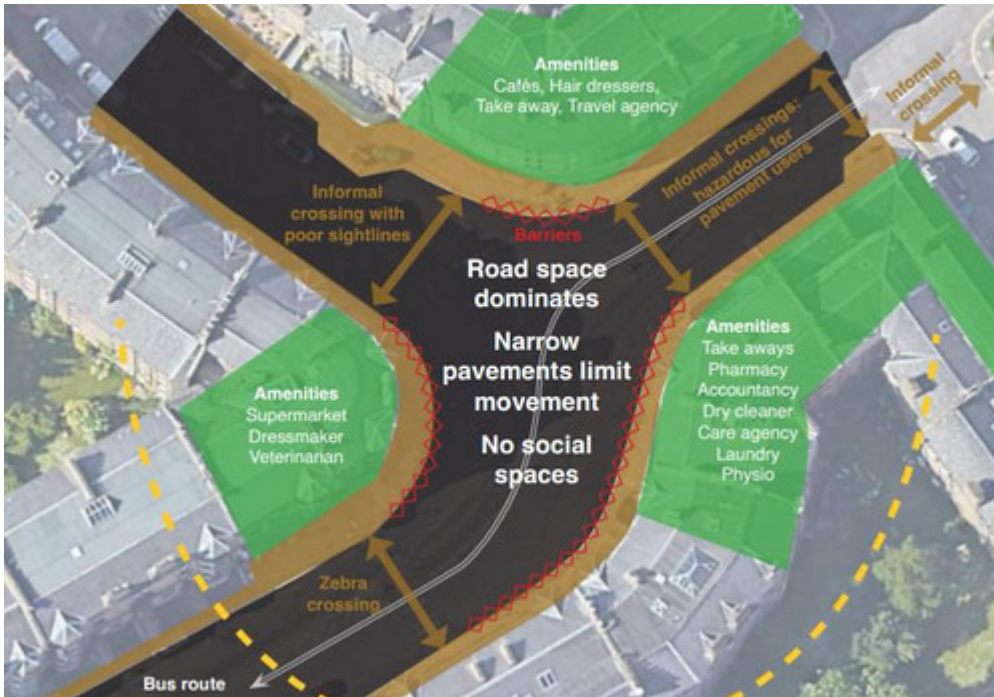 Amenities
Cafés, Hair dressers,
Take away, Travel agency
Informal
crossing
Informal crossings:
hazardous for
pavement users
Informal
crossing with
poor sightlines
Barriers
Road space
dominates
Narrow
pavements limit
movement
No social
spaces
Amenities
Supermarket
Dressmaker
Veterinarian
Amenities
Take aways
Pharmacy
Accountancy
Dry cleaner
Care agency
Laundry
Physio
Zebra
crossing
Bus route